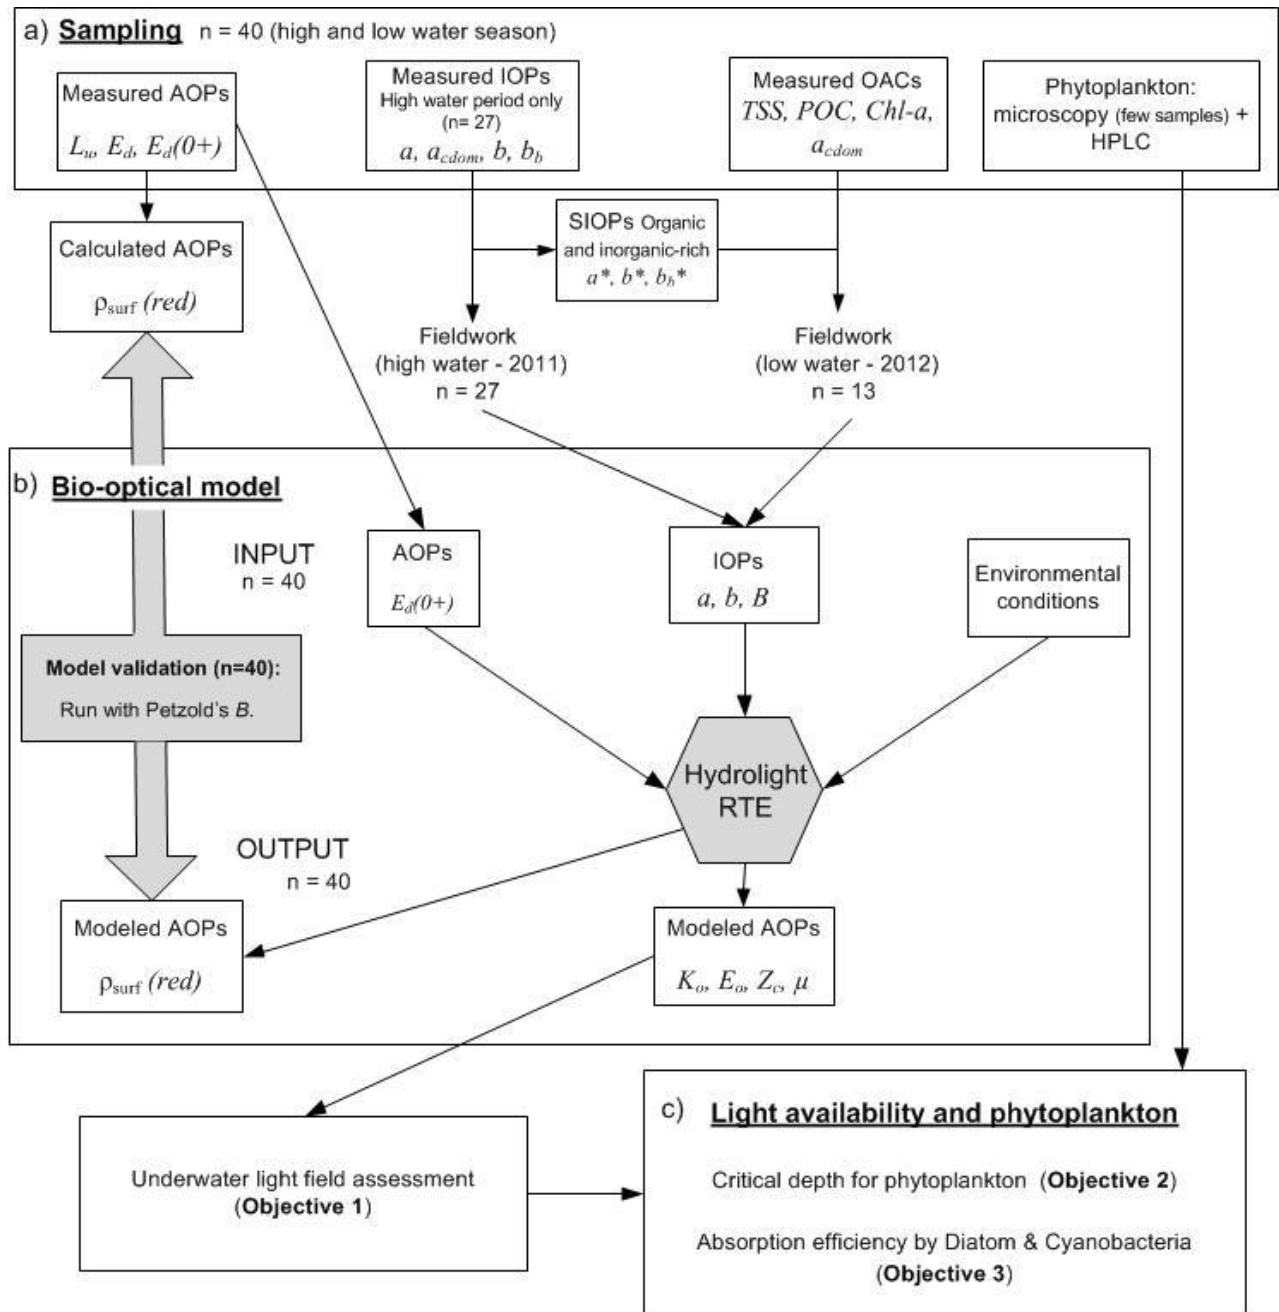 a) Sampling n = 40 (high and low water season)
Measured AOPs
Lu, Ed, Ed(0+)
Measured IOPs
High water period only
(n= 27)
a, acdom, b, bb
Measured OACs
TSS, POC, Chl-a,
acdom
Phytoplankton:
microscopy (few samples) +
HPLC
Calculated AOPs
ρsurf (red)
SIOPs Organic
and inorganic-rich
a*, b*, bb*
Fieldwork
(high water - 2011)
n = 27
Fieldwork
(low water - 2012)
n = 13
b) Bio-optical model
INPUT
n = 40
AOPs
Ed(0+)
IOPs
a, b, B
Environmental
conditions
Model validation (n=40):
Run with Petzold's B.
Hydrolight
RTE
OUTPUT
n = 40
Modeled AOPs
ρsurf (red)
Modeled AOPs
Ko, Eo, Zc, μ
Underwater light field assessment
(Objective 1)
c) Light availability and phytoplankton
Critical depth for phytoplankton (Objective 2)
Absorption efficiency by Diatom & Cyanobacteria
(Objective 3)